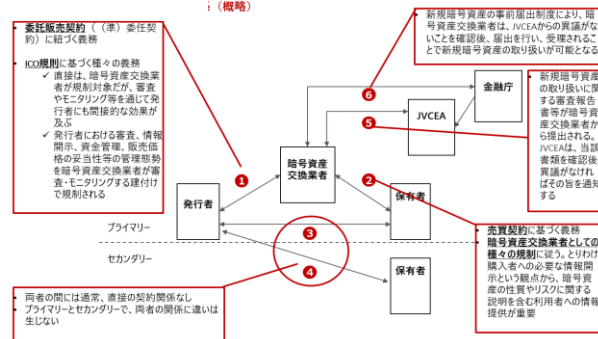 （概略）
• 委託販売契約（（準）委任契
約）に紐づく義務
• ICO規則に基づく種々の義務
✓ 直接は、暗号資産交換業
者が規制対象だが、審査
やモニタリング等を通じて発
行者にも間接的な効果が
及ぶ
✓ 発行者における審査、情報
開示、資金管理、販売価
格の妥当性等の管理態勢
を暗号資産交換業者が審
査・モニタリングする建付け
で規制される
• 新規暗号資産の事前届出制度により、暗
号資産交換業者は、JVCEAからの異議がな
いことを確認後、届出を行い、受理されるこ
とで新規暗号資産の取り扱いが可能となる
• 新規暗号資産
の取り扱いに関
する審査報告
書等が暗号資
産交換業者か
ら提出される。
JVCEAは、当該
書類を確認後
異議がなけれ
ばその旨を通知
する
金融庁
❻
❺
JVCEA
暗号資産
交換業者
❶
❷
発行者
保有者
プライマリー
❸
セカンダリー
❹
保有者
• 売買契約に基づく義務
• 暗号資産交換業者としての
種々の規制に従う。とりわけ
購入者への必要な情報開
示という観点から、暗号資
産の性質やリスクに関する
説明を含む利用者への情報
提供が重要
• 両者の間には通常、直接の契約関係なし
• プライマリーとセカンダリーで、両者の関係に違いは
生じない